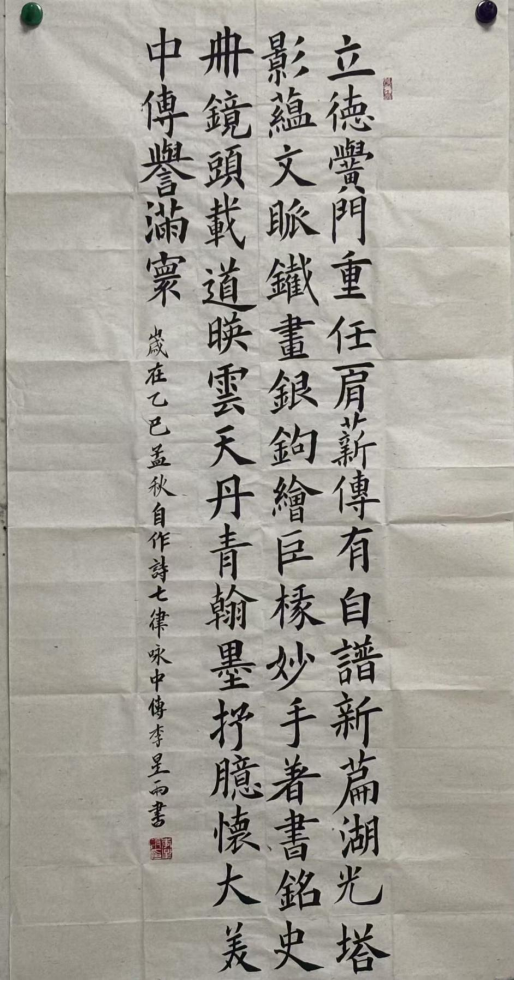 立德黌門重任肩薪傳有自譜新篇湖光塔
影蘊文脈鐵畫銀鉤繪巨椽妙手著書銘史
冊鏡頭載道暎雲天丹青翰墨抒臆懷大美
中傳譽滿寰
歲在乙巳孟秋自作詩七律咏中傳李星雨書